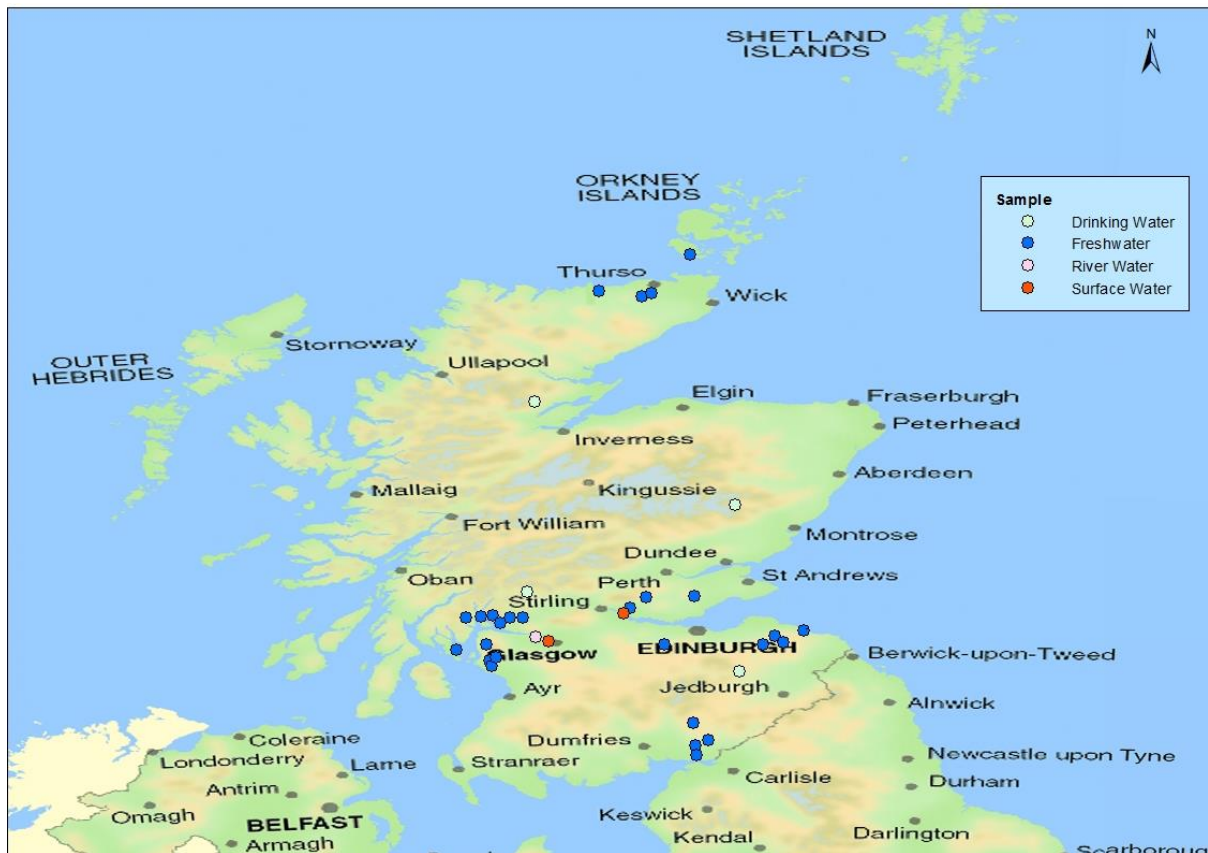 SHETLAND
ISLANDS
N
ORKNEY
ISLANDS
Sample
Drinking Water
Freshwater
River Water
Surface Water
Thurso
Wick
Stornoway
OUTER
HEBRIDES
Ullapool
Elgin
Fraserburgh
Peterhead
Inverness
Aberdeen
Mallaig
Kingussie
Fort William
Montrose
Dundee
Oban
Perth
St Andrews
Stirling
EDINBURGH
Glasgow
Berwick-upon-Tweed
Ayr
Jedburgh
Alnwick
Coleraine
Dumfries
Londonderry
Larne
Stranraer
Newcastle upon Tyne
Carlisle
Durham
Antrim
Omagh
Keswick
BELFAST
Kendal
Darlington
Armagh
Scarboroug